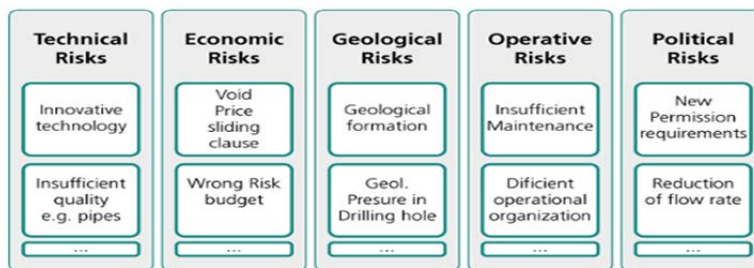 Technical
Risks
Innovative
technology
Insufficient
quality
e.g. pipes
...
Economic
Risks
Void
Price
sliding
clause
Wrong Risk
budget
...
Geological
Risks
Geological
formation
Geol.
Presure in
Drilling hole
...
Operative
Risks
Insufficient
Maintenance
Dificient
operational
organization
...
Political
Risks
New
Permission
requirements
Reduction
of flow rate
...